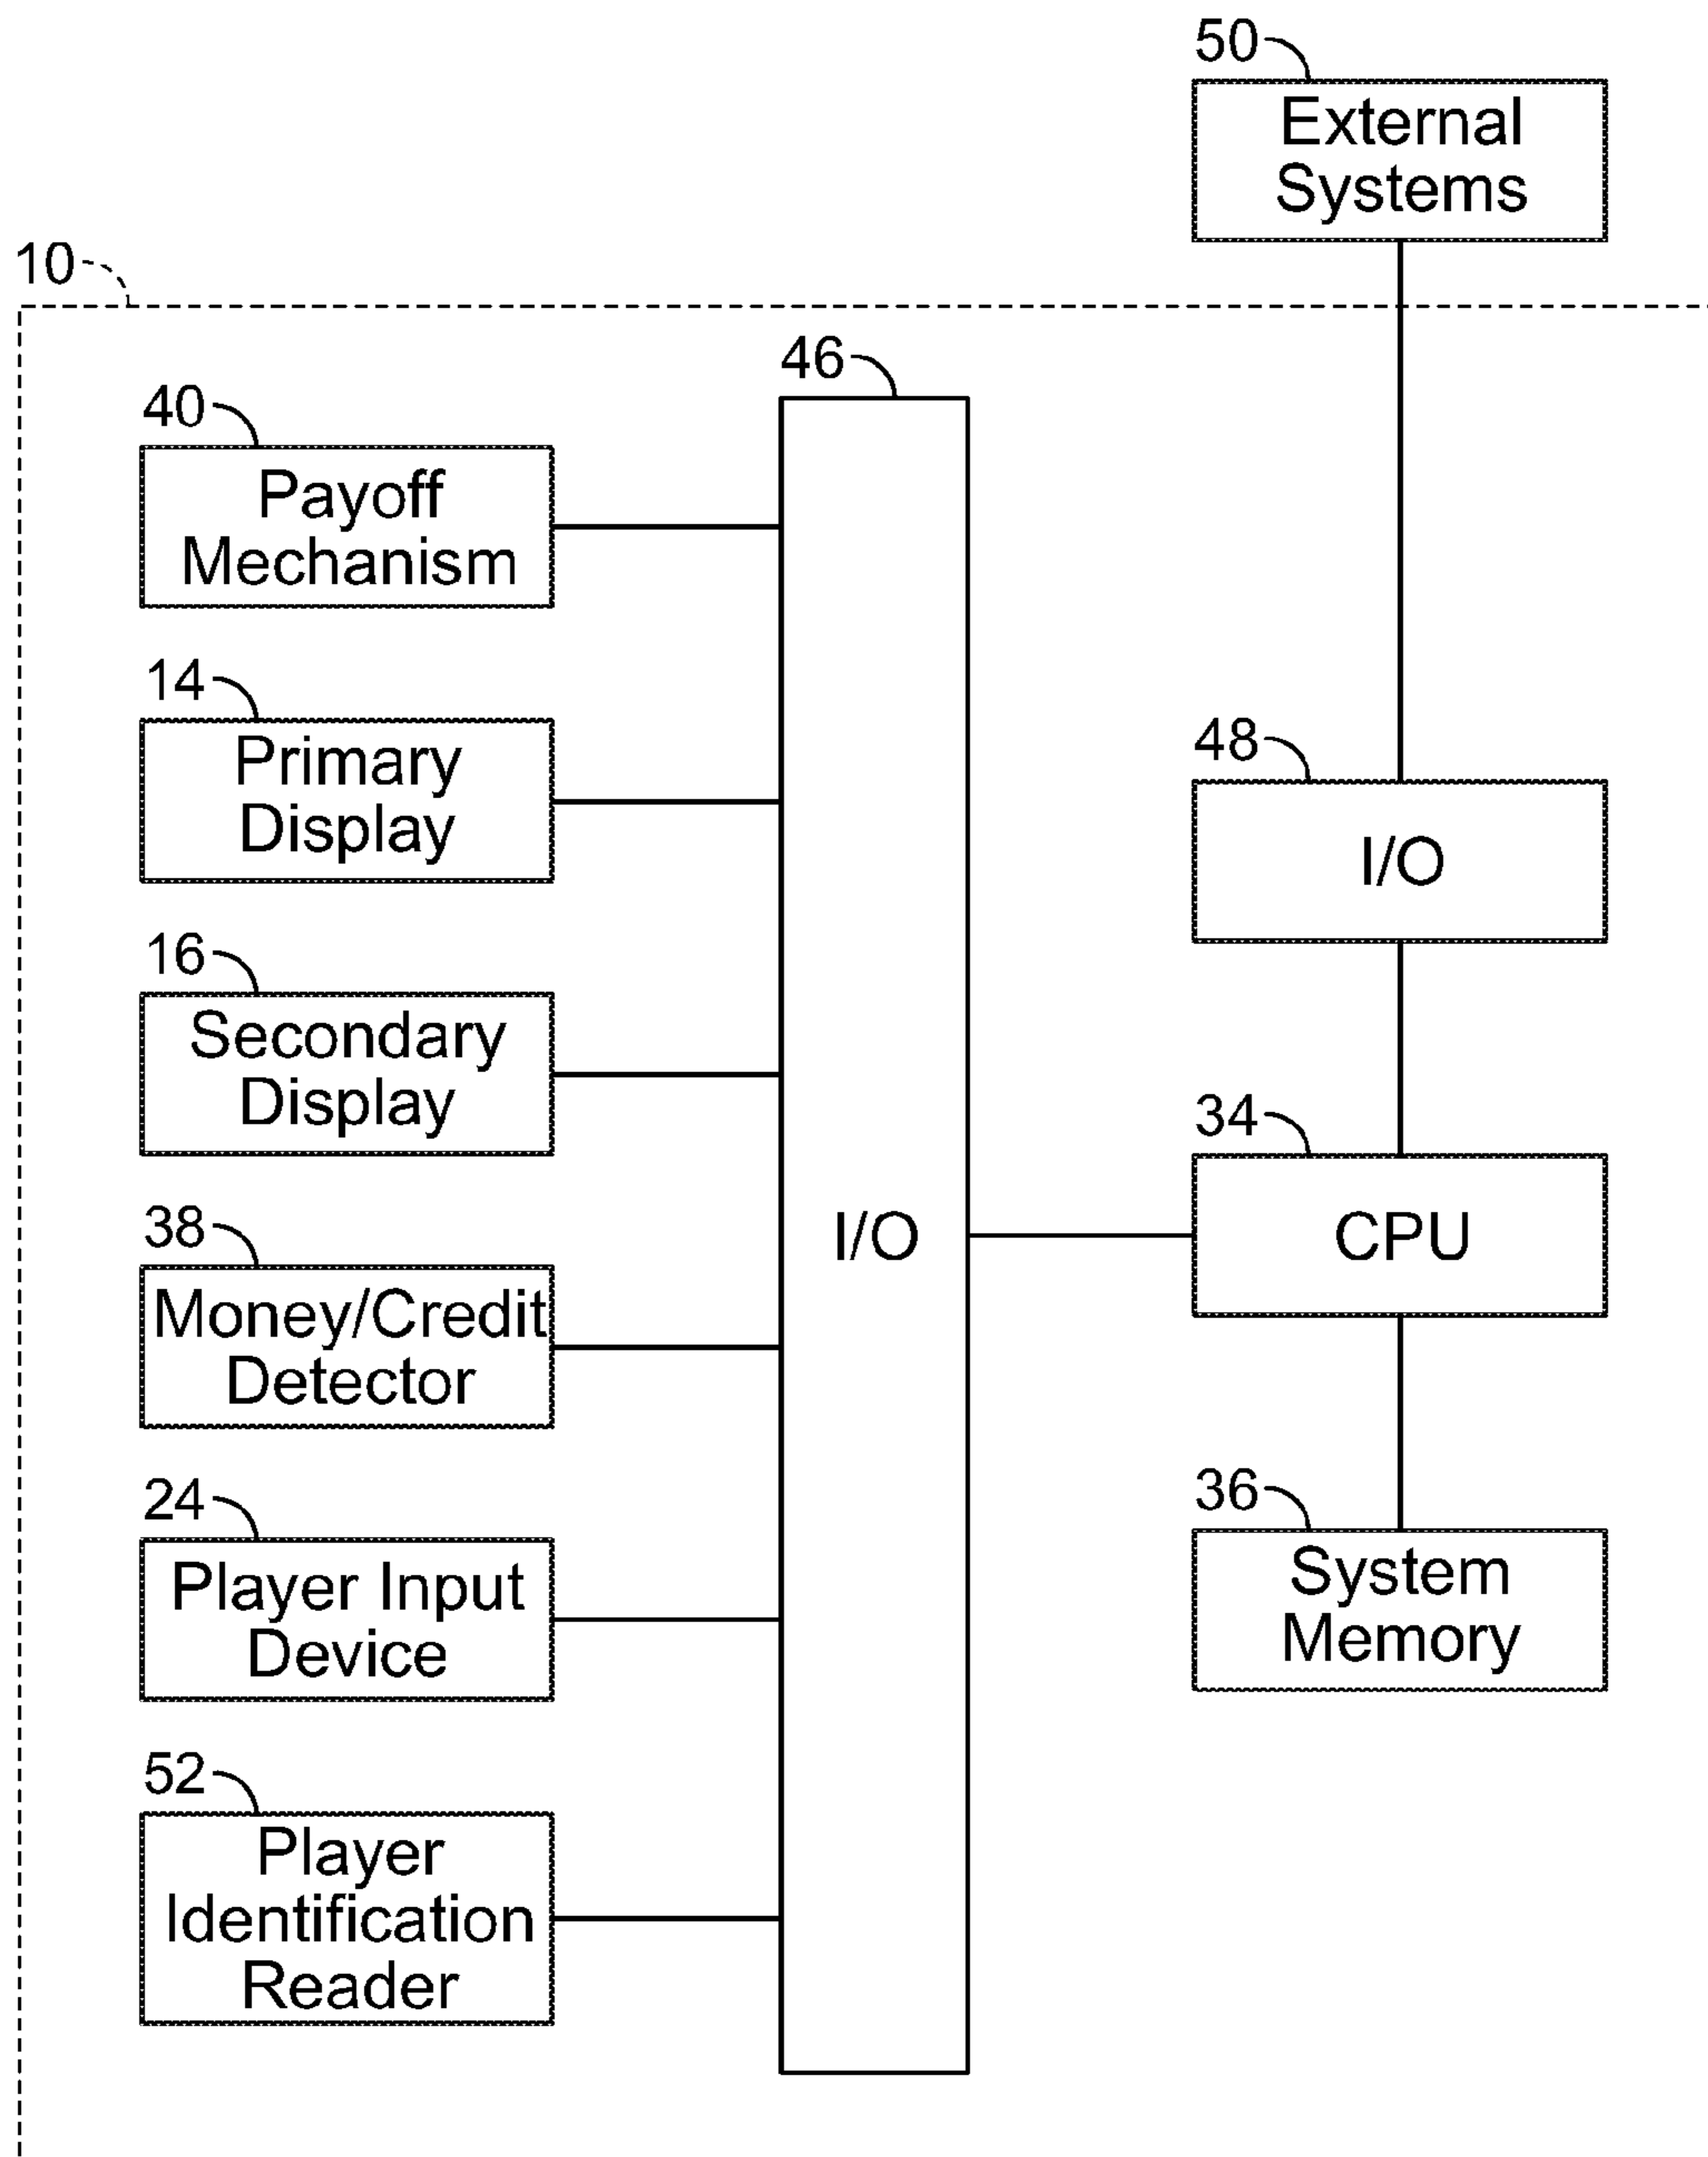 50
External
Systems
10
46
40
Payoff
Mechanism
14
Primary
Display
48
I/O
16
Secondary
Display
34
CPU
38
Money/Credit
Detector
I/O
24
Player Input
Device
36
System
Memory
52
Player
Identification
Reader